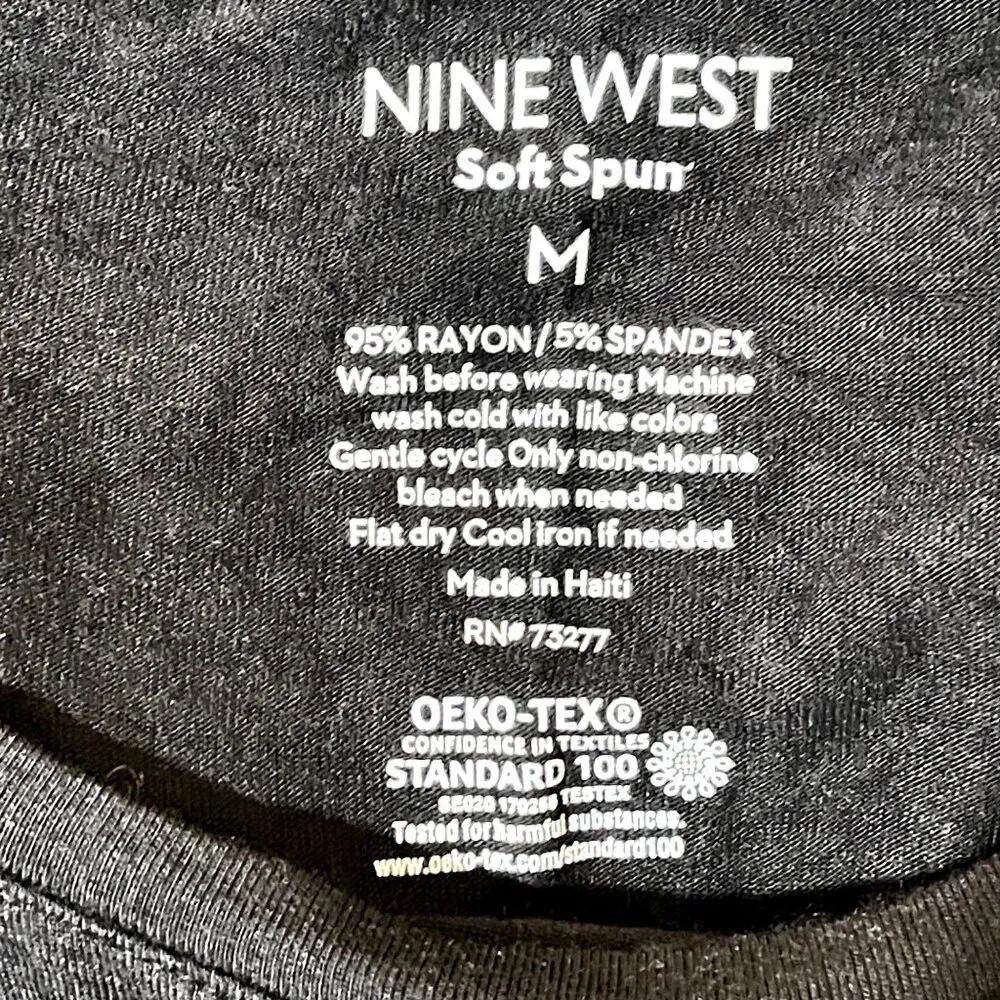 NINE WEST
Soft Spun
M
95% RAYON / 5% SPANDEX
Wash before wearing Machine
wash cold with like colors
Gentle cycle Only non-chlorine
bleach when needed
Flat dry Cool iron if needed
Made in Haiti
RN# 73277
OEKO-TEX®
CONFIDENCE IN TEXTILES
STANDARD 100
TESTEX
Tested for harmful substances.
www.oeko-tex.com/standard100